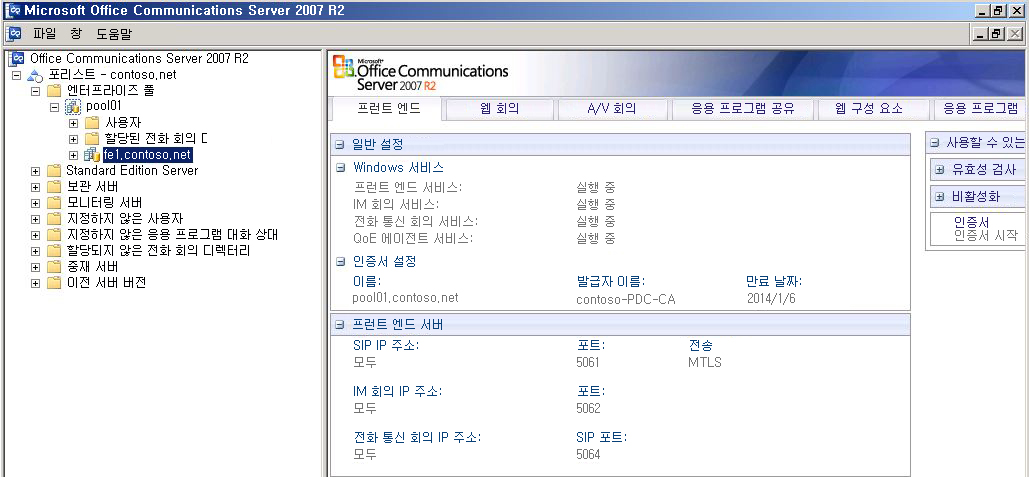 Microsoft Office Communications Server 2007 R2
파일 창 도움말
Office Communications Server 2007 R2
포리스트 - contoso.net
엔터프라이즈 풀
pool01
사용자
할당된 전화 회의 디
fe1.contoso.net
Standard Edition Server
보관 서버
모니터링 서버
지정하지 않은 사용자
지정하지 않은 응용 프로그램 대화 상대
할당되지 않은 전화 회의 디렉터리
중재 서버
이전 서버 버전
Microsoft
Office Communications
Server 2007 R2
프런트 엔드 웹 회의 A/V 회의 응용 프로그램 공유 웹 구성 요소 응용 프로그램
일반 설정
Windows 서비스
프런트 엔드 서비스: 실행 중
IM 회의 서비스: 실행 중
전화 통신 회의 서비스: 실행 중
QoE 에이전트 서비스: 실행 중
인증서 설정
이름: 발급자 이름: 만료 날짜:
pool01.contoso.net contoso-PDC-CA 2014/1/6
프런트 엔드 서버
SIP IP 주소: 포트: 전송
모두 5061 MTLS
IM 회의 IP 주소: 포트:
모두 5062
전화 통신 회의 IP 주소: SIP 포트:
모두 5064
사용할 수 있는
유효성 검사
비활성화
인증서
인증서 시작